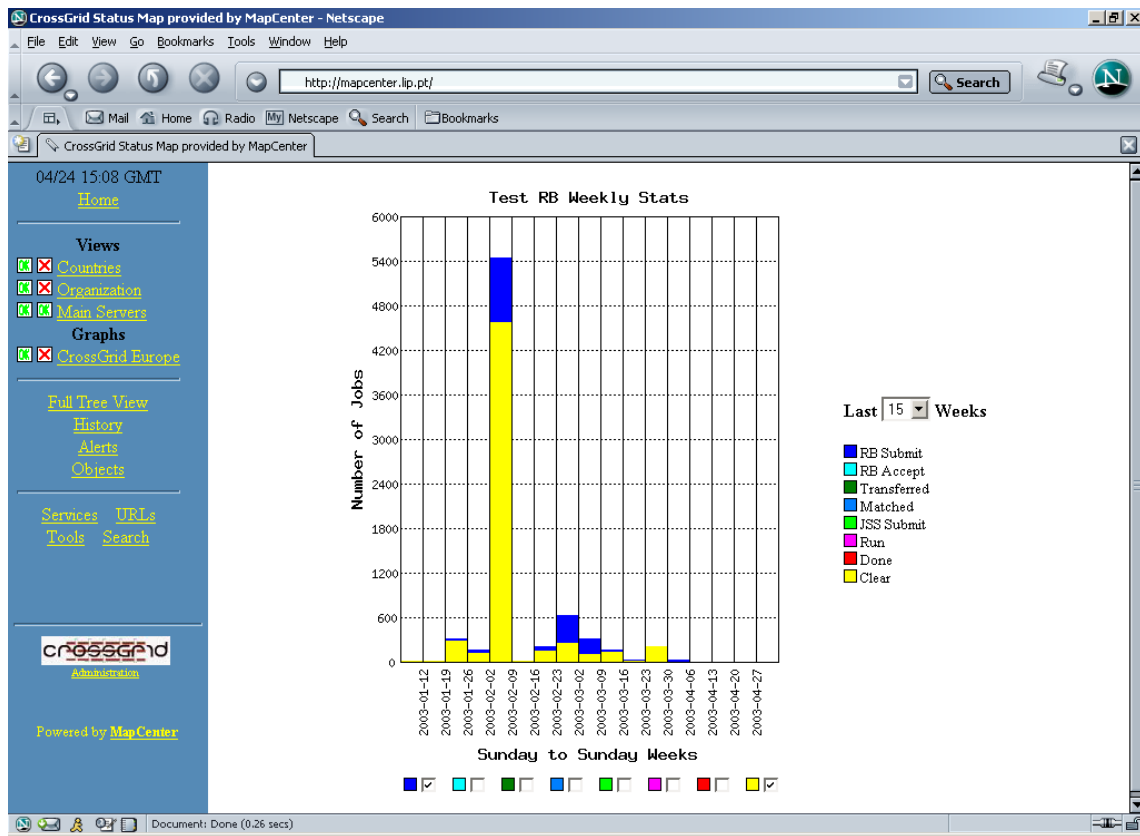 CrossGrid Status Map provided by MapCenter - Netscape
File Edit View Go Bookmarks Tools Window Help
http://mapcenter.lip.pt/
Search
Mail Home Radio My Netscape Search Bookmarks
CrossGrid Status Map provided by MapCenter
04/24 15:08 GMT
Home
Views
OK X Countries
OK X Organization
OK OK Main Servers
Graphs
OK X CrossGrid Europe
Full Tree View
History
Alerts
Objects
Services URLs
Tools Search
crossgrid
Administration
Powered by MapCenter
Test RB Weekly Stats
6000
5400
4800
4200
3600
3000
2400
1800
1200
600
0
Number of Jobs
2003-01-12
2003-01-19
2003-01-26
2003-02-02
2003-02-09
2003-02-16
2003-02-23
2003-03-02
2003-03-09
2003-03-16
2003-03-23
2003-03-30
2003-04-06
2003-04-13
2003-04-20
2003-04-27
Sunday to Sunday Weeks
Last 15 Weeks
RB Submit
RB Accept
Transferred
Matched
JSS Submit
Run
Done
Clear
Document: Done (0.26 secs)